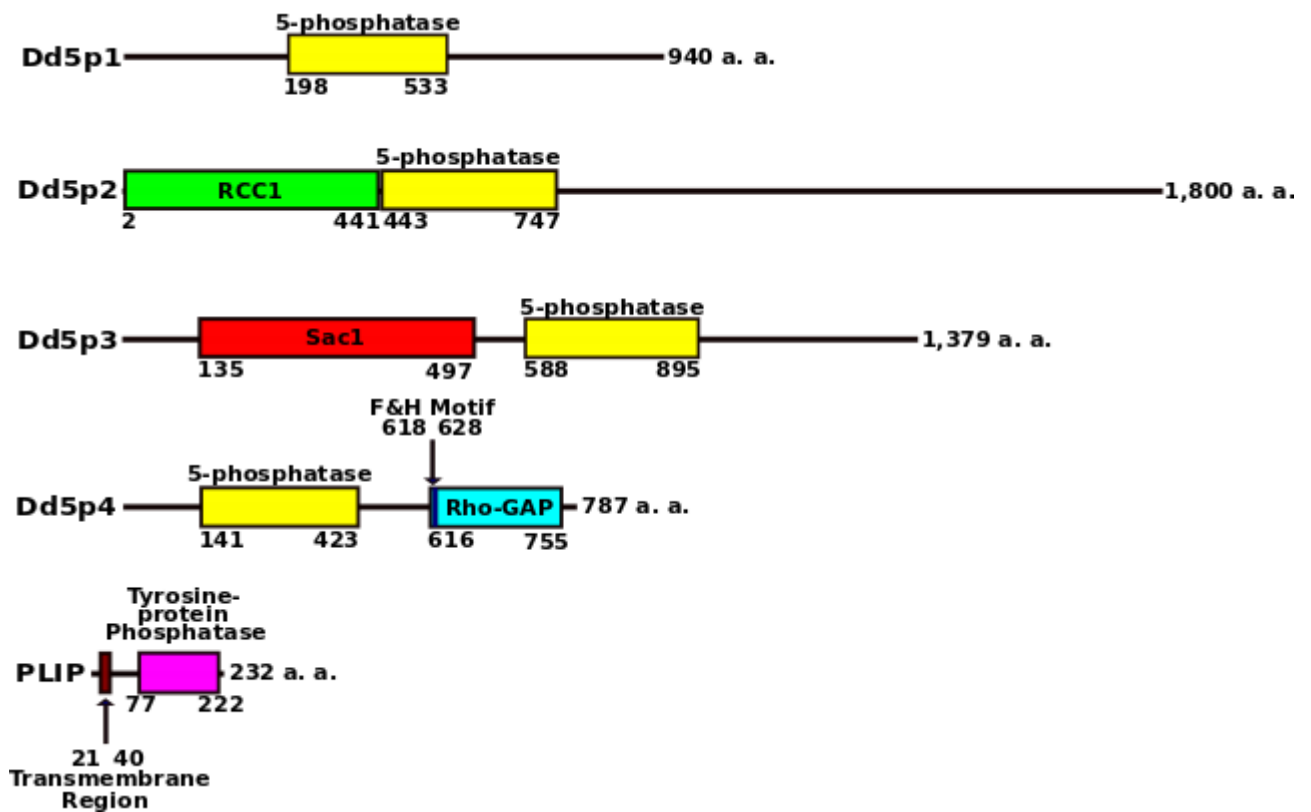 5-phosphatase
Dd5p1 940 a. a.
198 533
5-phosphatase
Dd5p2 RCC1 1,800 a. a.
2 441 443 747
5-phosphatase
Dd5p3 Sac1 1,379 a. a.
135 497 588 895
F&H Motif
618 628
5-phosphatase
Dd5p4 Rho-GAP 787 a. a.
141 423 616 755
Tyrosine-
protein
Phosphatase
PLIP 232 a. a.
77 222
21 40
Transmembrane
Region